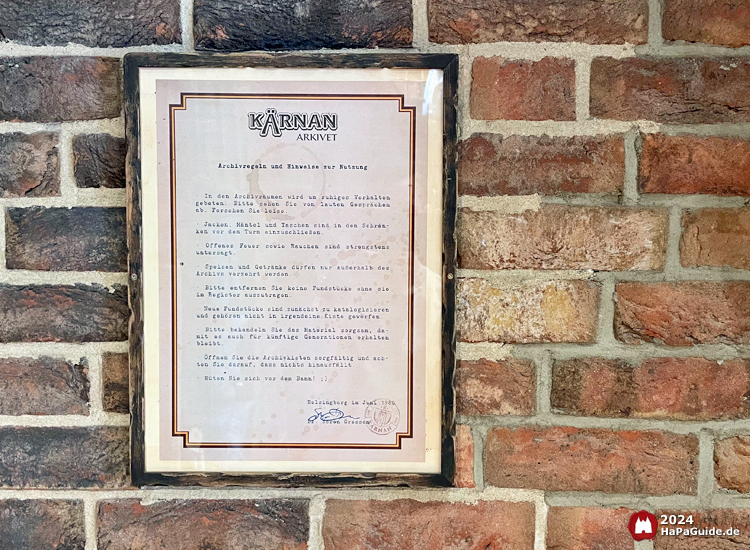 KÄRNAN
ARKIVET
Archivregeln und Hinweise zur Nutzung
In den Archivräumen wird um ruhiges Verhalten
gebeten. Bitte sehen Sie von lauten Gesprächen
ab. Forschen Sie leise.
- Jacken, Mäntel und Taschen sind in den Schrän-
ken vor dem Turm einzuschließen.
- Offenes Feuer sowie Rauchen sind strengstens
untersagt.
- Speisen und Getränke dürfen nur außerhalb des
Archivs verzehrt werden.
- Bitte entfernen Sie keine Fundstücke ohne sie
im Register auszutragen.
Neue Fundstücke sind zunächst zu katalogisieren
und gehören nicht in irgendeine Kiste geworfen.
Bitte behandeln Sie das Material sorgsam, da-
mit es auch für künftige Generationen erhalten
bleibt.
Öffnen Sie die Archivkisten sorgfältig und ach-
ten Sie darauf, dass nichts hinausfällt.
Hüten Sie sich vor dem Bann! ;)
Helsingborg im Juni 1980
Dr. Sören
2024
HaPaGuide.de